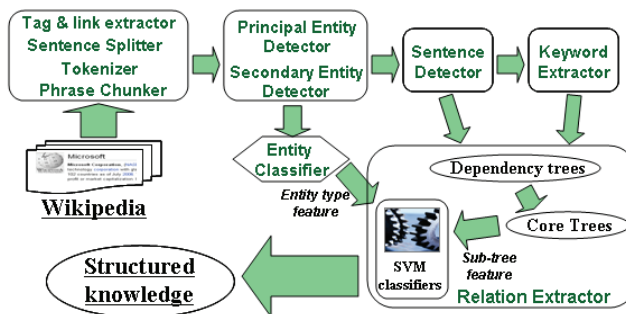 Tag & link extractor
Sentence Splitter
Tokenizer
Phrase Chunker
Principal Entity
Detector
Secondary Entity
Detector
Sentence
Detector
Keyword
Extractor
Microsoft
Entity
Classifier
Wikipedia
Entity type
feature
Dependency trees
Core Trees
Sub-tree
feature
SVM
classifiers
Relation Extractor
Structured
knowledge